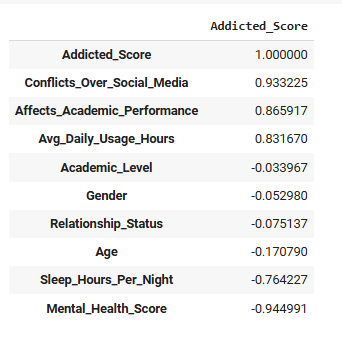 Addicted_Score
Addicted_Score 1.000000
Conflicts_Over_Social_Media 0.933225
Affects_Academic_Performance 0.865917
Avg_Daily_Usage_Hours 0.831670
Academic_Level -0.033967
Gender -0.052980
Relationship_Status -0.075137
Age -0.170790
Sleep_Hours_Per_Night -0.764227
Mental_Health_Score -0.944991